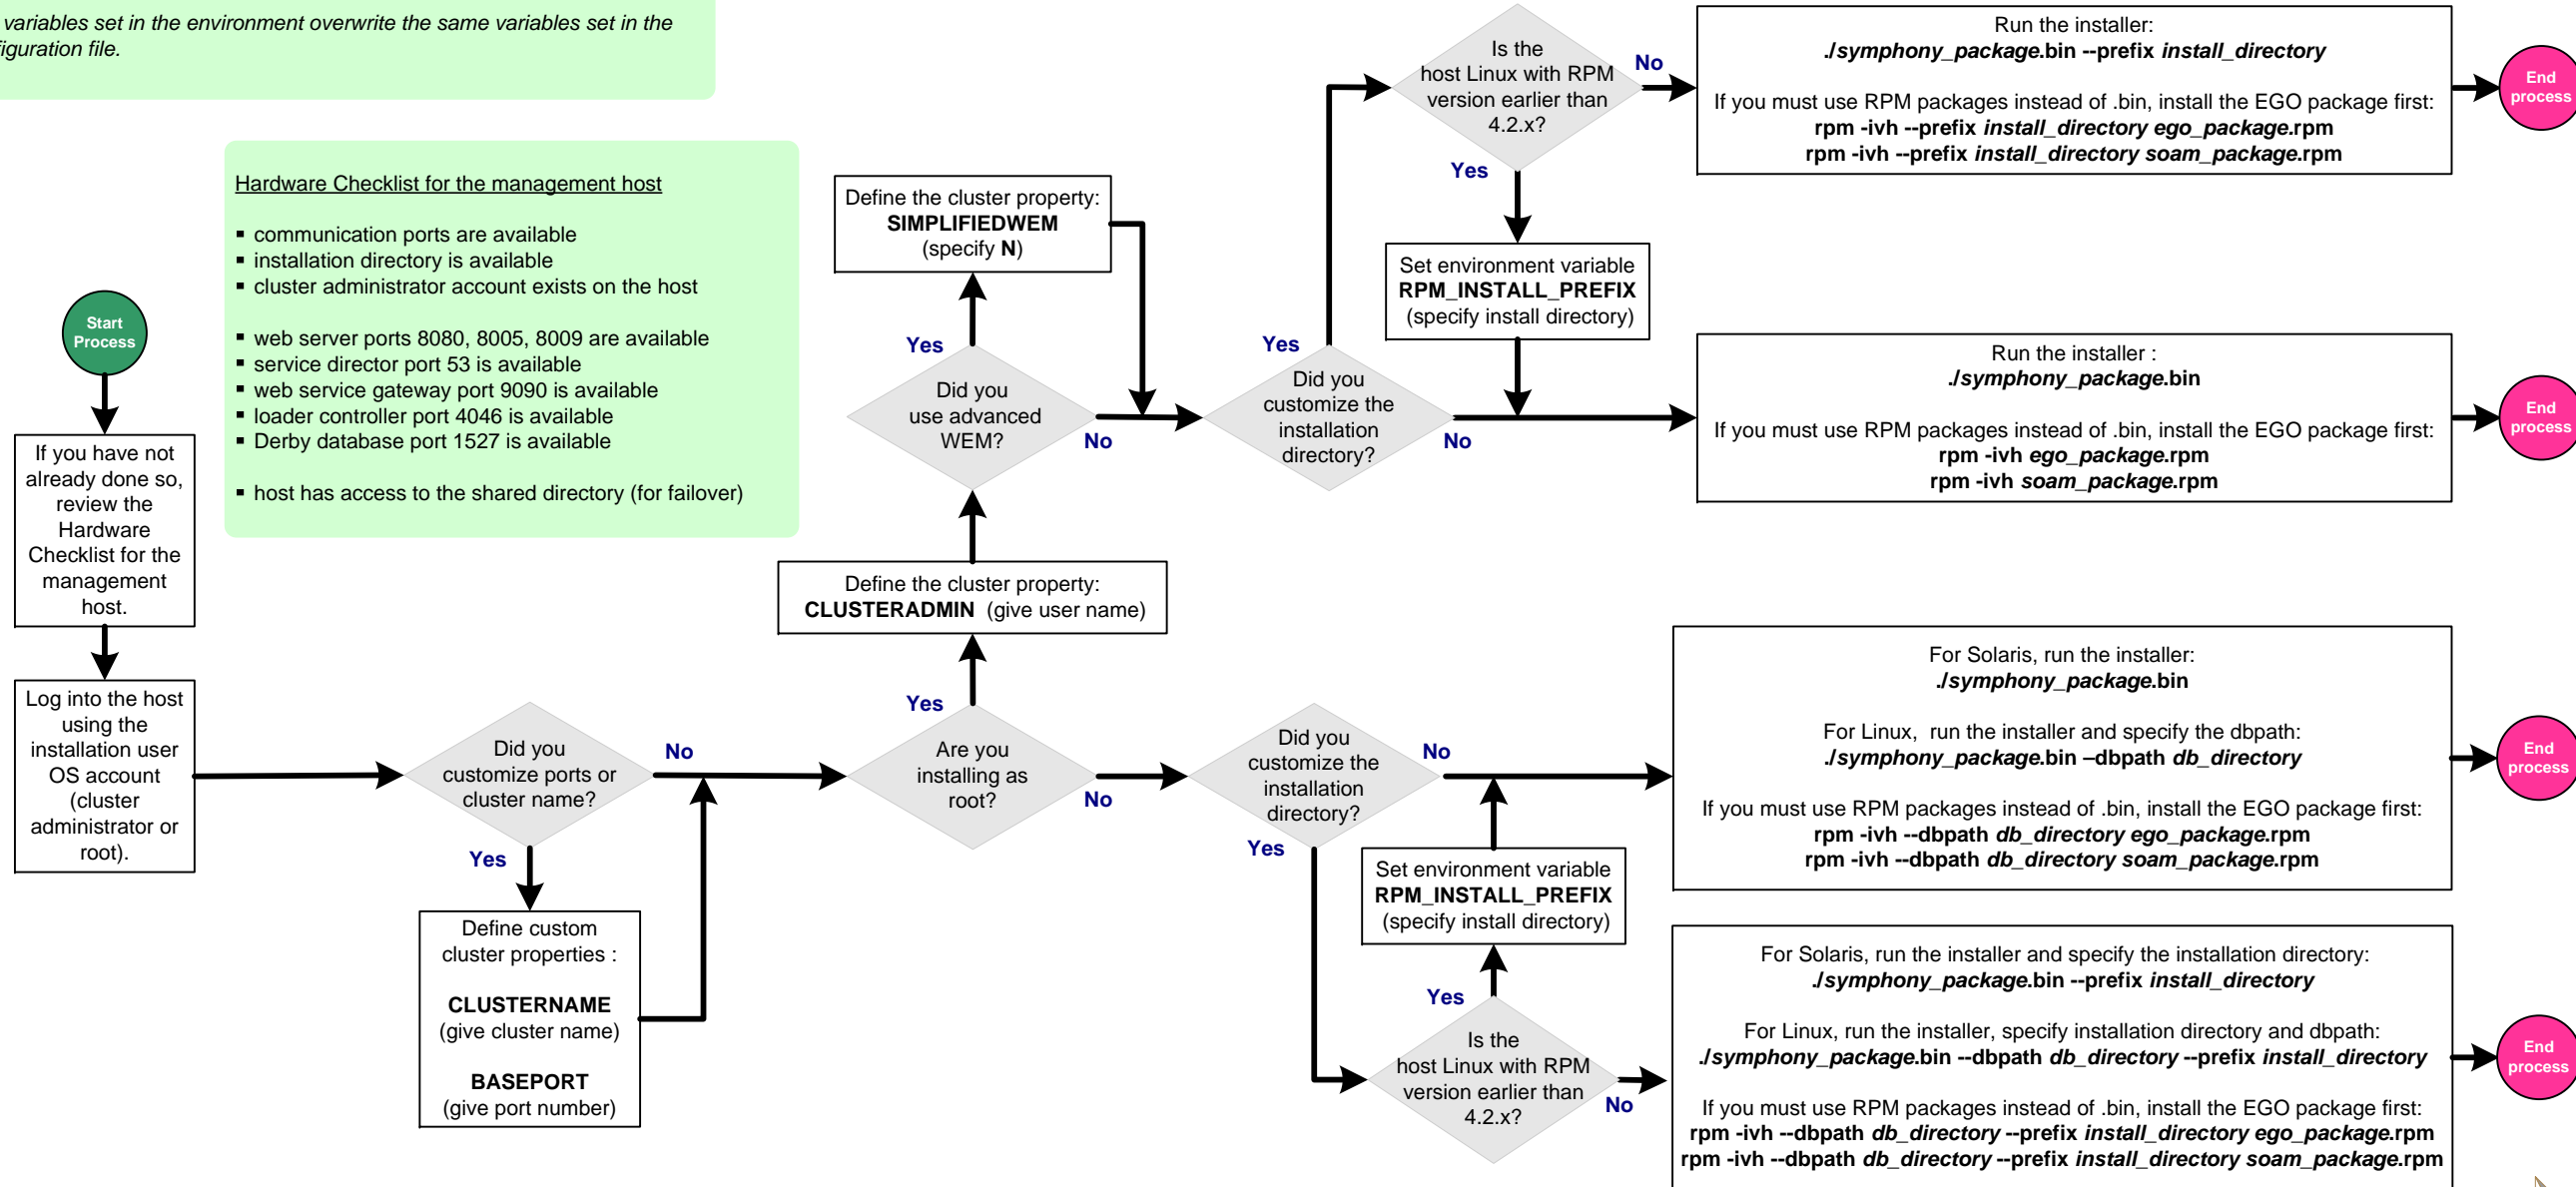 variables set in the environment overwrite the same variables set in the
figuration file.
Hardware Checklist for the management host
▪ communication ports are available
▪ installation directory is available
▪ cluster administrator account exists on the host
▪ web server ports 8080, 8005, 8009 are available
▪ service director port 53 is available
▪ web service gateway port 9090 is available
▪ loader controller port 4046 is available
▪ Derby database port 1527 is available
▪ host has access to the shared directory (for failover)
Start
Process
If you have not
already done so,
review the
Hardware
Checklist for the
management
host.
Log into the host
using the
installation user
OS account
(cluster
administrator or
root).
Did you
customize ports or
cluster name?
No
Yes
Define custom
cluster properties :
CLUSTERNAME
(give cluster name)
BASEPORT
(give port number)
Are you
installing as
root?
Yes
No
Define the cluster property:
CLUSTERADMIN (give user name)
Did you
use advanced
WEM?
Yes
No
Define the cluster property:
SIMPLIFIEDWEM
(specify N)
Did you
customize the
installation
directory?
Yes
No
Is the
host Linux with RPM
version earlier than
4.2.x?
No
Yes
Set environment variable
RPM_INSTALL_PREFIX
(specify install directory)
Run the installer:
./symphony_package.bin --prefix install_directory
If you must use RPM packages instead of .bin, install the EGO package first:
rpm -ivh --prefix install_directory ego_package.rpm
rpm -ivh --prefix install_directory soam_package.rpm
End
process
Run the installer :
./symphony_package.bin
If you must use RPM packages instead of .bin, install the EGO package first:
rpm -ivh ego_package.rpm
rpm -ivh soam_package.rpm
End
process
Did you
customize the
installation
directory?
No
Yes
Set environment variable
RPM_INSTALL_PREFIX
(specify install directory)
Yes
Is the
host Linux with RPM
version earlier than
4.2.x?
No
For Solaris, run the installer:
./symphony_package.bin
For Linux, run the installer and specify the dbpath:
./symphony_package.bin –dbpath db_directory
If you must use RPM packages instead of .bin, install the EGO package first:
rpm -ivh --dbpath db_directory ego_package.rpm
rpm -ivh --dbpath db_directory soam_package.rpm
End
process
For Solaris, run the installer and specify the installation directory:
./symphony_package.bin --prefix install_directory
For Linux, run the installer, specify installation directory and dbpath:
./symphony_package.bin --dbpath db_directory --prefix install_directory
If you must use RPM packages instead of .bin, install the EGO package first:
rpm -ivh --dbpath db_directory --prefix install_directory ego_package.rpm
rpm -ivh --dbpath db_directory --prefix install_directory soam_package.rpm
End
process